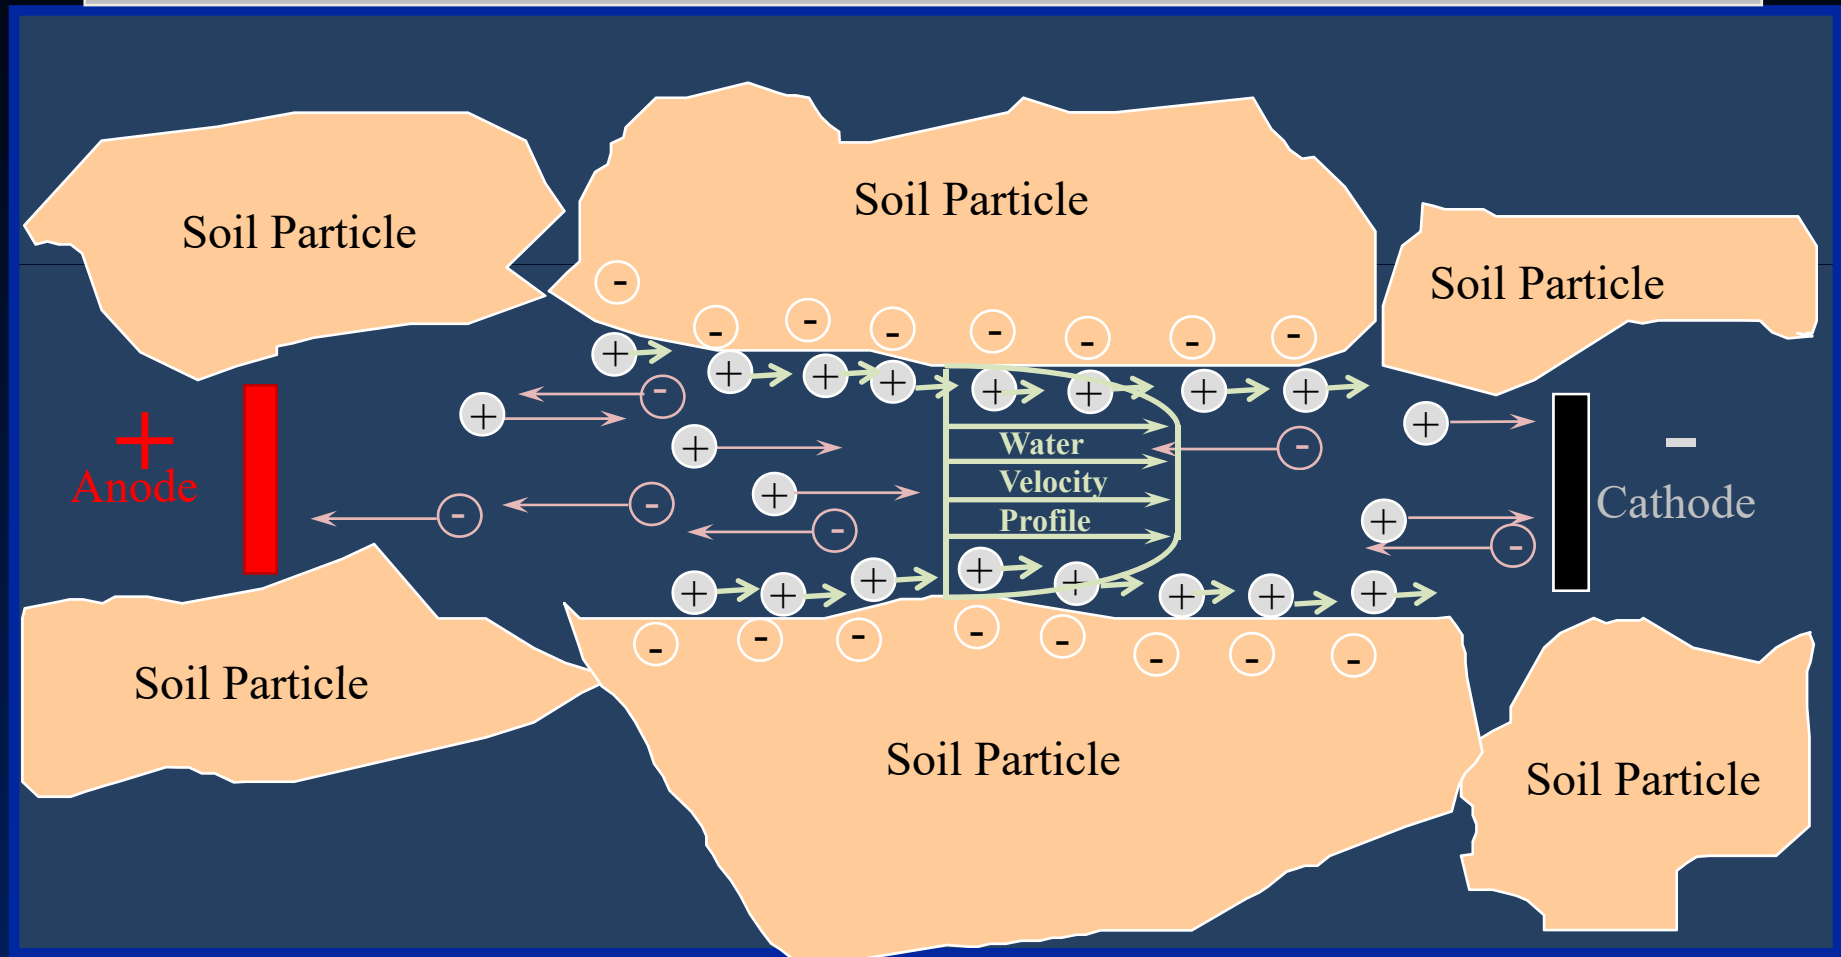 Soil Particle
Soil Particle
Soil Particle
+
Anode
Water
Velocity
Profile
-
Cathode
Soil Particle
Soil Particle
Soil Particle